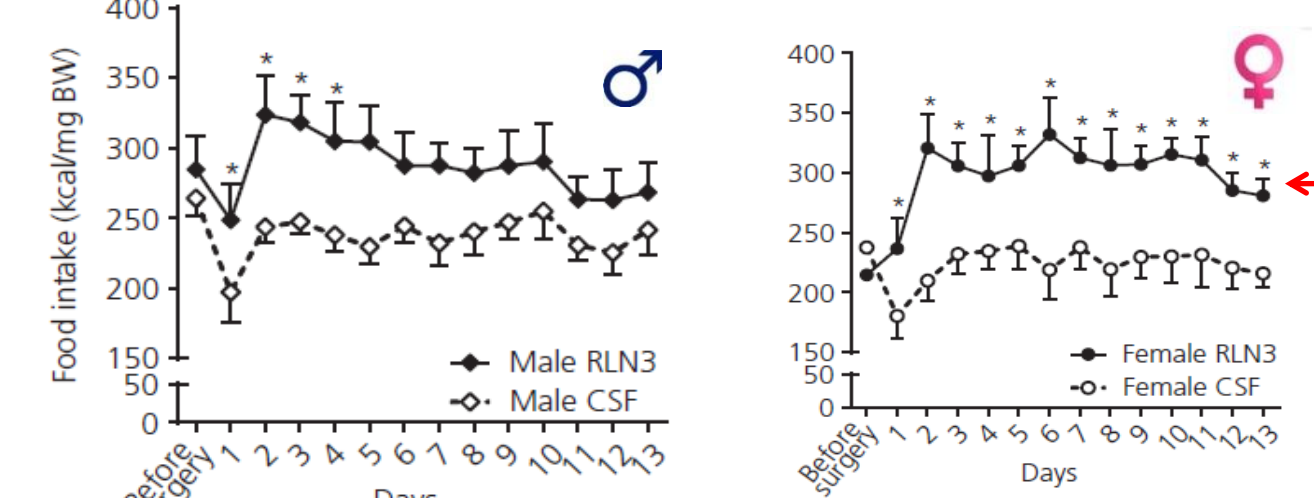 400
350
300
250
200
150
50
0
Food intake (kcal/mg BW)
* * * *
Male RLN3
Male CSF
1 2 3 4 5 6 7 8 9 10 11 12 13
400
350
300
250
200
150
50
0
* * * * * * * * * * * * *
Female RLN3
Female CSF
Before surgery 1 2 3 4 5 6 7 8 9 10 11 12 13
Days